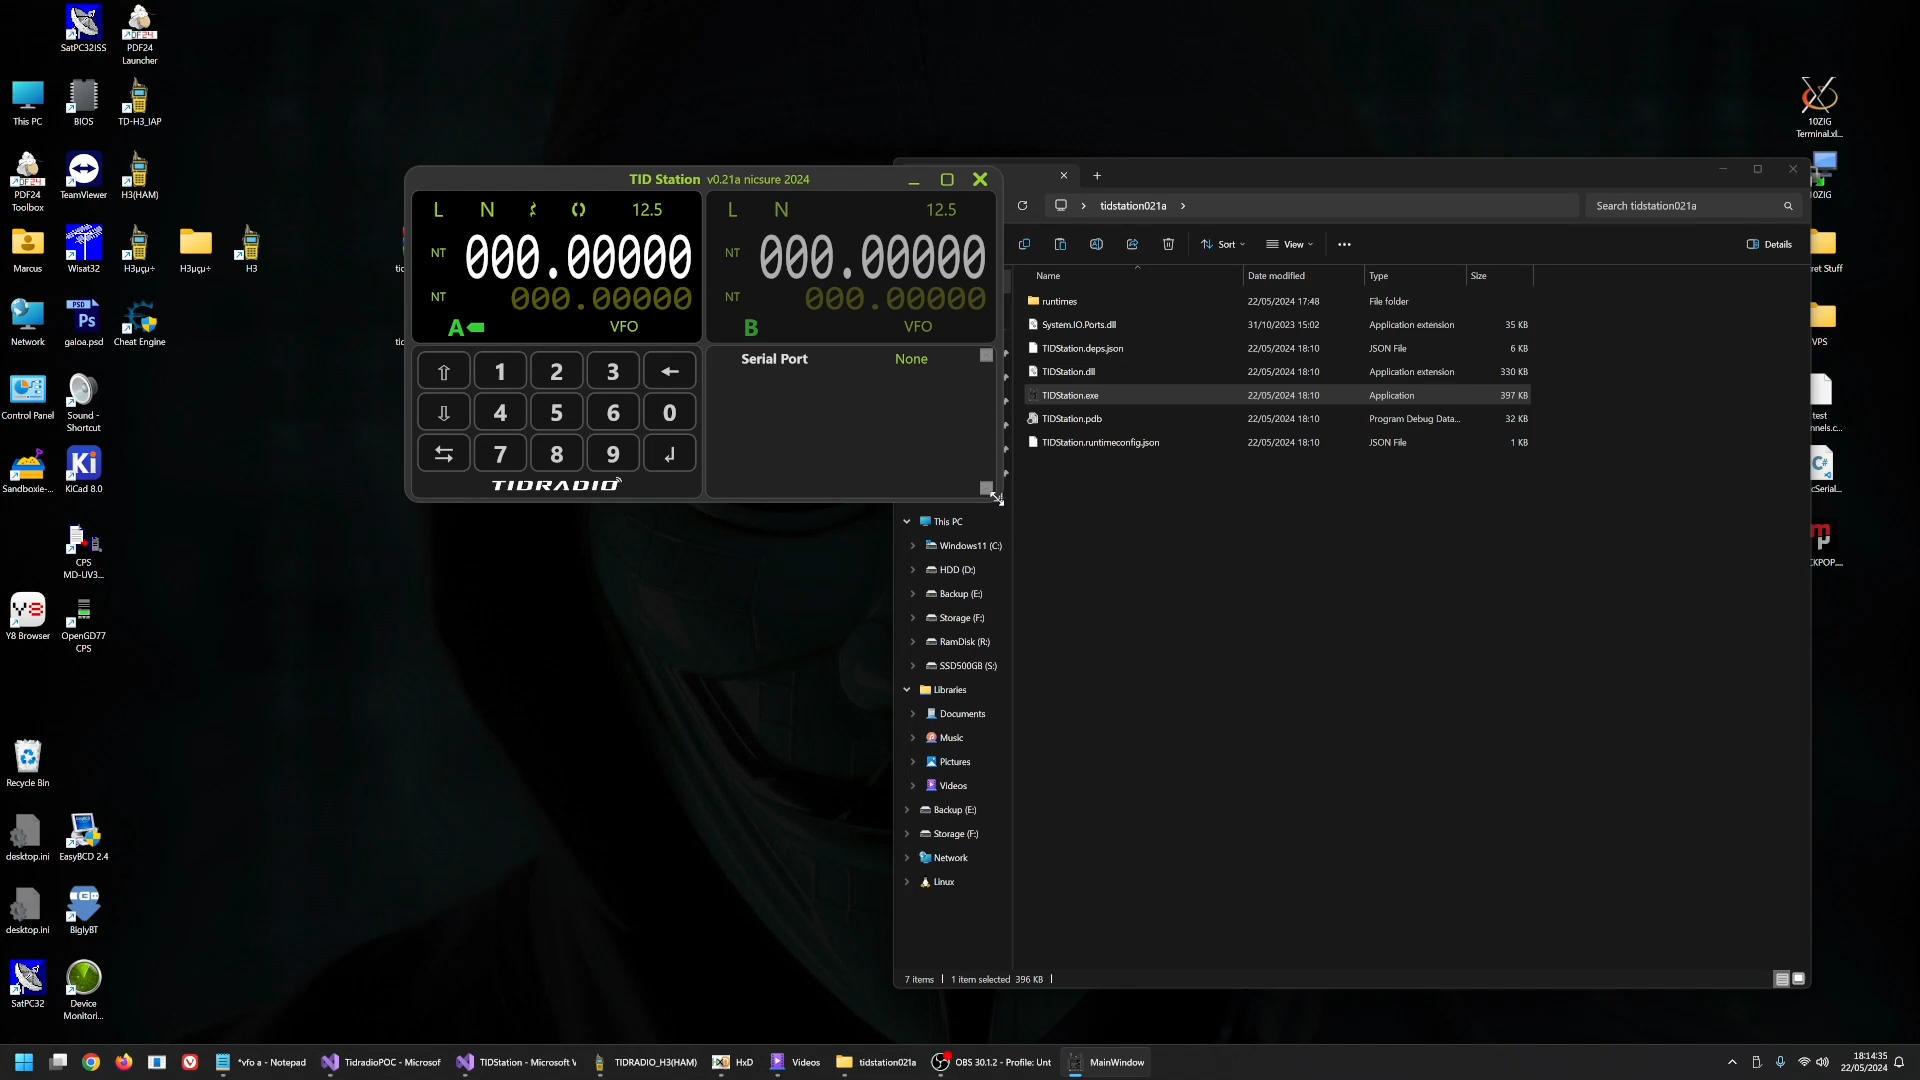 SatPC32ISS
PDF24 Launcher
This PC
BIOS
TD-H3_IAP
PDF24 Toolbox
TeamViewer
H3(HAM)
Marcus
Wisat32
H3µçµ÷
H3µçµ÷
H3
Network
galoa.psd
Cheat Engine
Control Panel
Sound - Shortcut
Sandboxie-...
KiCad 8.0
CPS MD-UV3...
Y8 Browser
OpenGD77 CPS
Recycle Bin
desktop.ini
EasyBCD 2.4
desktop.ini
BiglyBT
SatPC32
Device Monitori...
TID Station v0.21a nicsure 2024
L N 12.5
NT 000.00000
NT 000.00000
A VFO
L N 12.5
NT 000.00000
NT 000.00000
B VFO
1 2 3
4 5 6 0
7 8 9
TIDRADIO
Serial Port None
tidstation021a
Search tidstation021a
Sort View Details
Name Date modified Type Size
runtimes 22/05/2024 17:48 File folder
System.IO.Ports.dll 31/10/2023 15:02 Application extension 35 KB
TIDStation.deps.json 22/05/2024 18:10 JSON File 6 KB
TIDStation.dll 22/05/2024 18:10 Application extension 330 KB
TIDStation.exe 22/05/2024 18:10 Application 397 KB
TIDStation.pdb 22/05/2024 18:10 Program Debug Data... 32 KB
TIDStation.runtimeconfig.json 22/05/2024 18:10 JSON File 1 KB
This PC
Windows11 (C:)
HDD (D:)
Backup (E:)
Storage (F:)
RamDisk (R:)
SSD500GB (S:)
Libraries
Documents
Music
Pictures
Videos
Backup (E:)
Storage (F:)
Network
Linux
7 items 1 item selected 396 KB
10ZIG Terminal.xl...
10ZIG
ret Stuff
VPS
test
nnels.c...
cSerial...
CKPOP....
*vfo a - Notepad
TidradioPOC - Microsof
TIDStation - Microsoft V
TIDRADIO_H3(HAM)
HxD
Videos
tidstation021a
OBS 30.1.2 - Profile: Unt
MainWindow
18:14:35
22/05/2024